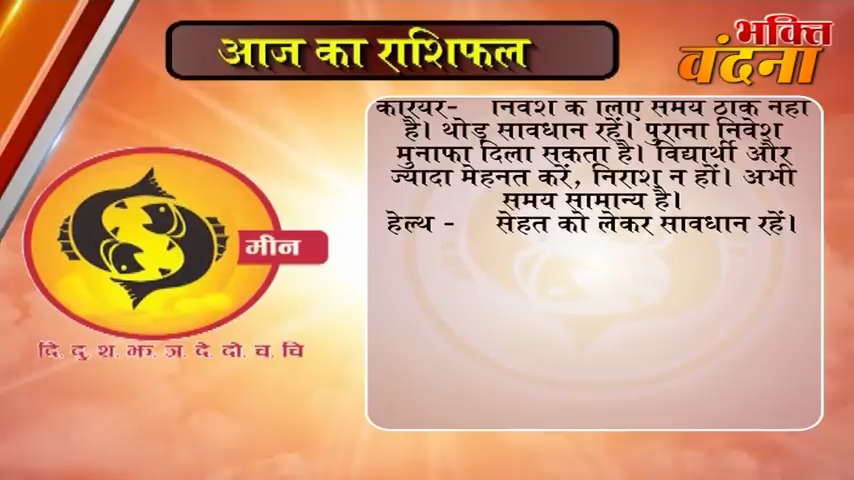 आज का राशिफल
भक्ति
वंदना
करियर- निवेश के लिए समय ठीक नहीं
है। थोड़ सावधान रहें। पुराना निवेश
मुनाफा दिला सकता है। विद्यार्थी और
ज्यादा मेहनत करें, निराश न हों। अभी
समय सामान्य है।
हेल्थ - सेहत को लेकर सावधान रहें।
मीन
दि. दु. श. झ. ञ. दे. दो. च. चि